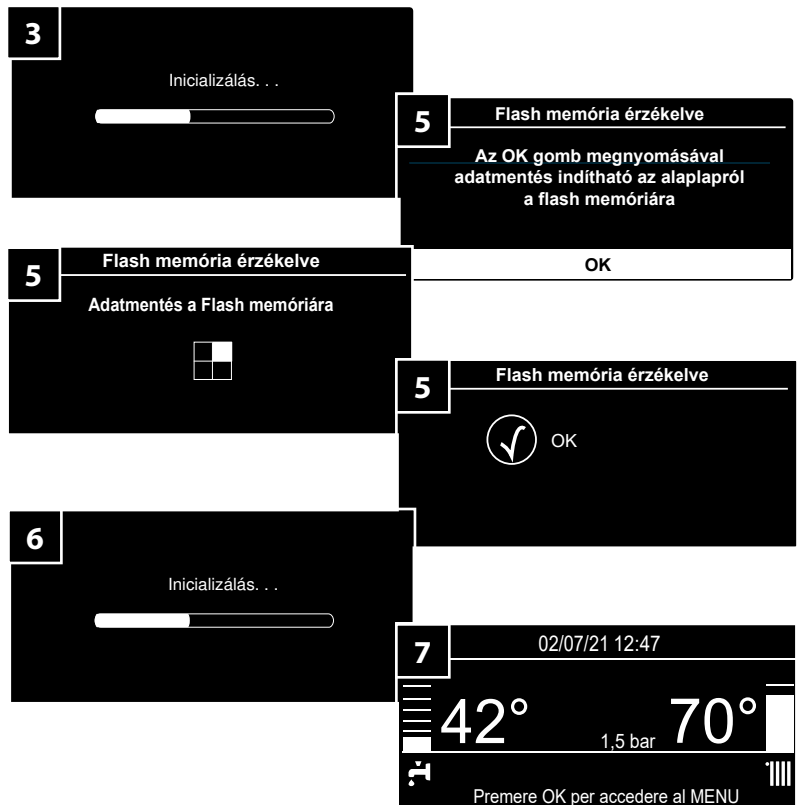 3
Inicializálás. . .
5
Flash memória érzékelve
Az OK gomb megnyomásával
adatmentés indítható az alaplapról
a flash memóriára
OK
5
Flash memória érzékelve
Adatmentés a Flash memóriára
5
Flash memória érzékelve
OK
6
Inicializálás. . .
7
02/07/21 12:47
42°
1,5 bar
70°
Premere OK per accedere al MENU